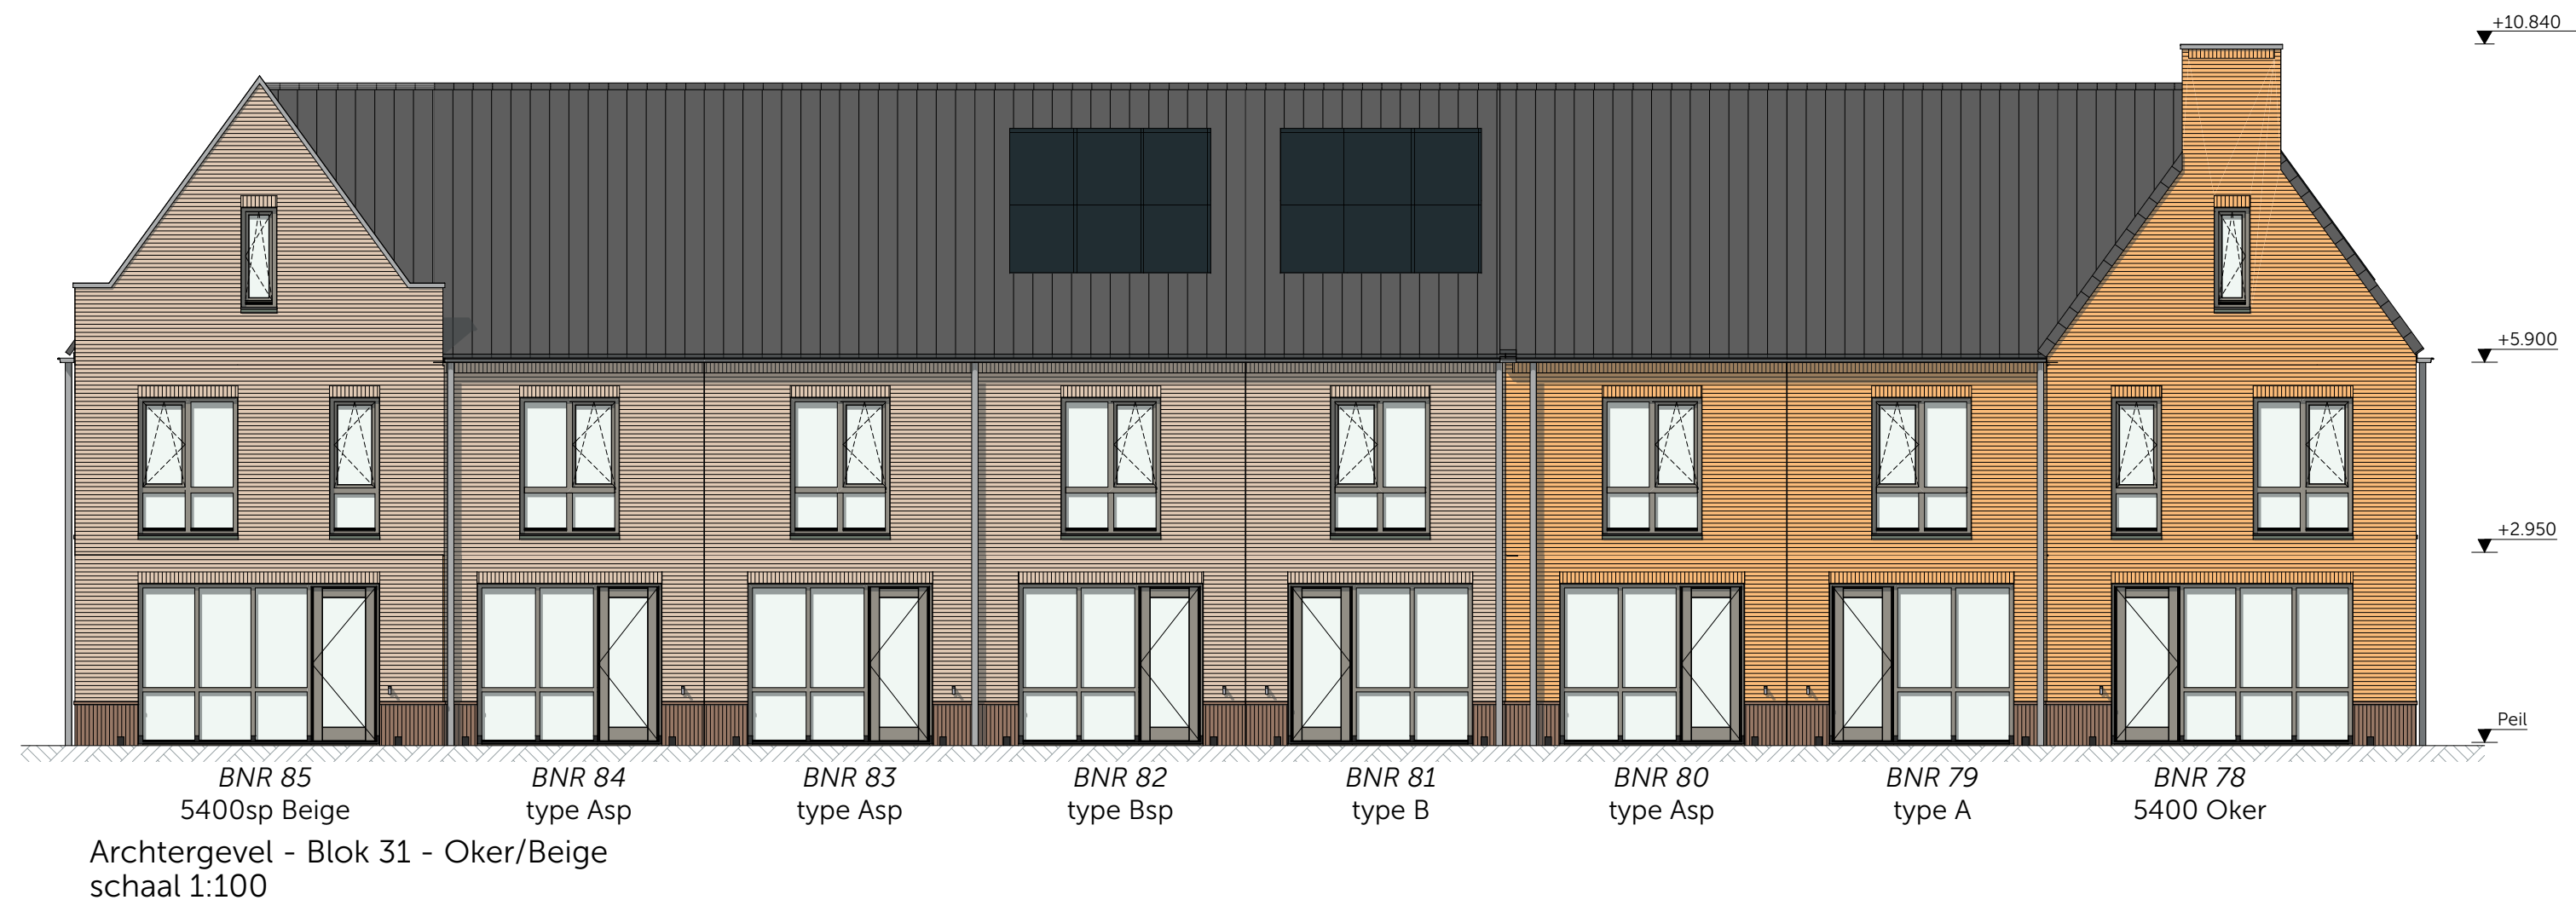 +10.840
+5.900
+2.950
Peil
BNR 85 BNR 84 BNR 83 BNR 82 BNR 81 BNR 80 BNR 79 BNR 78
5400sp Beige type Asp type Asp type Bsp type B type Asp type A 5400 Oker
Archtergevel - Blok 31 - Oker/Beige
schaal 1:100